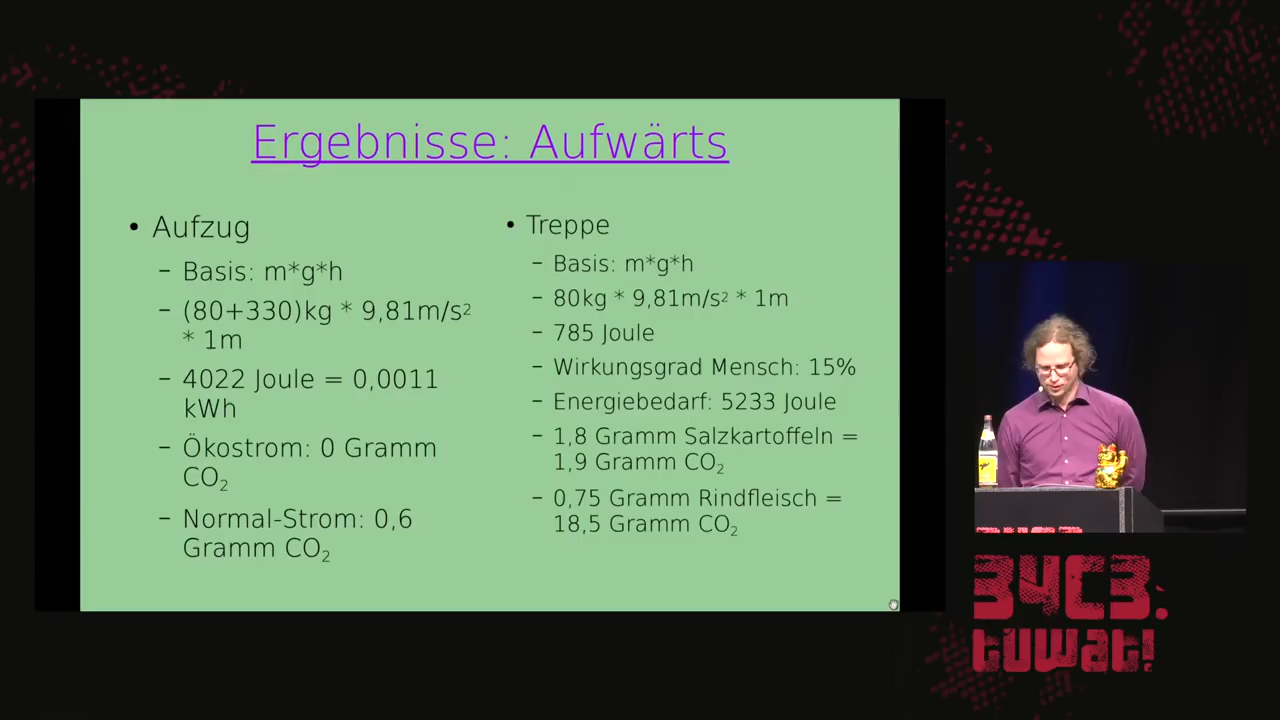 Ergebnisse: Aufwärts
• Aufzug
– Basis: m*g*h
– (80+330)kg * 9,81m/s²
* 1m
– 4022 Joule = 0,0011
kWh
– Ökostrom: 0 Gramm
CO₂
– Normal-Strom: 0,6
Gramm CO₂
• Treppe
– Basis: m*g*h
– 80kg * 9,81m/s² * 1m
– 785 Joule
– Wirkungsgrad Mensch: 15%
– Energiebedarf: 5233 Joule
– 1,8 Gramm Salzkartoffeln =
1,9 Gramm CO₂
– 0,75 Gramm Rindfleisch =
18,5 Gramm CO₂
34C3.
tuwat!